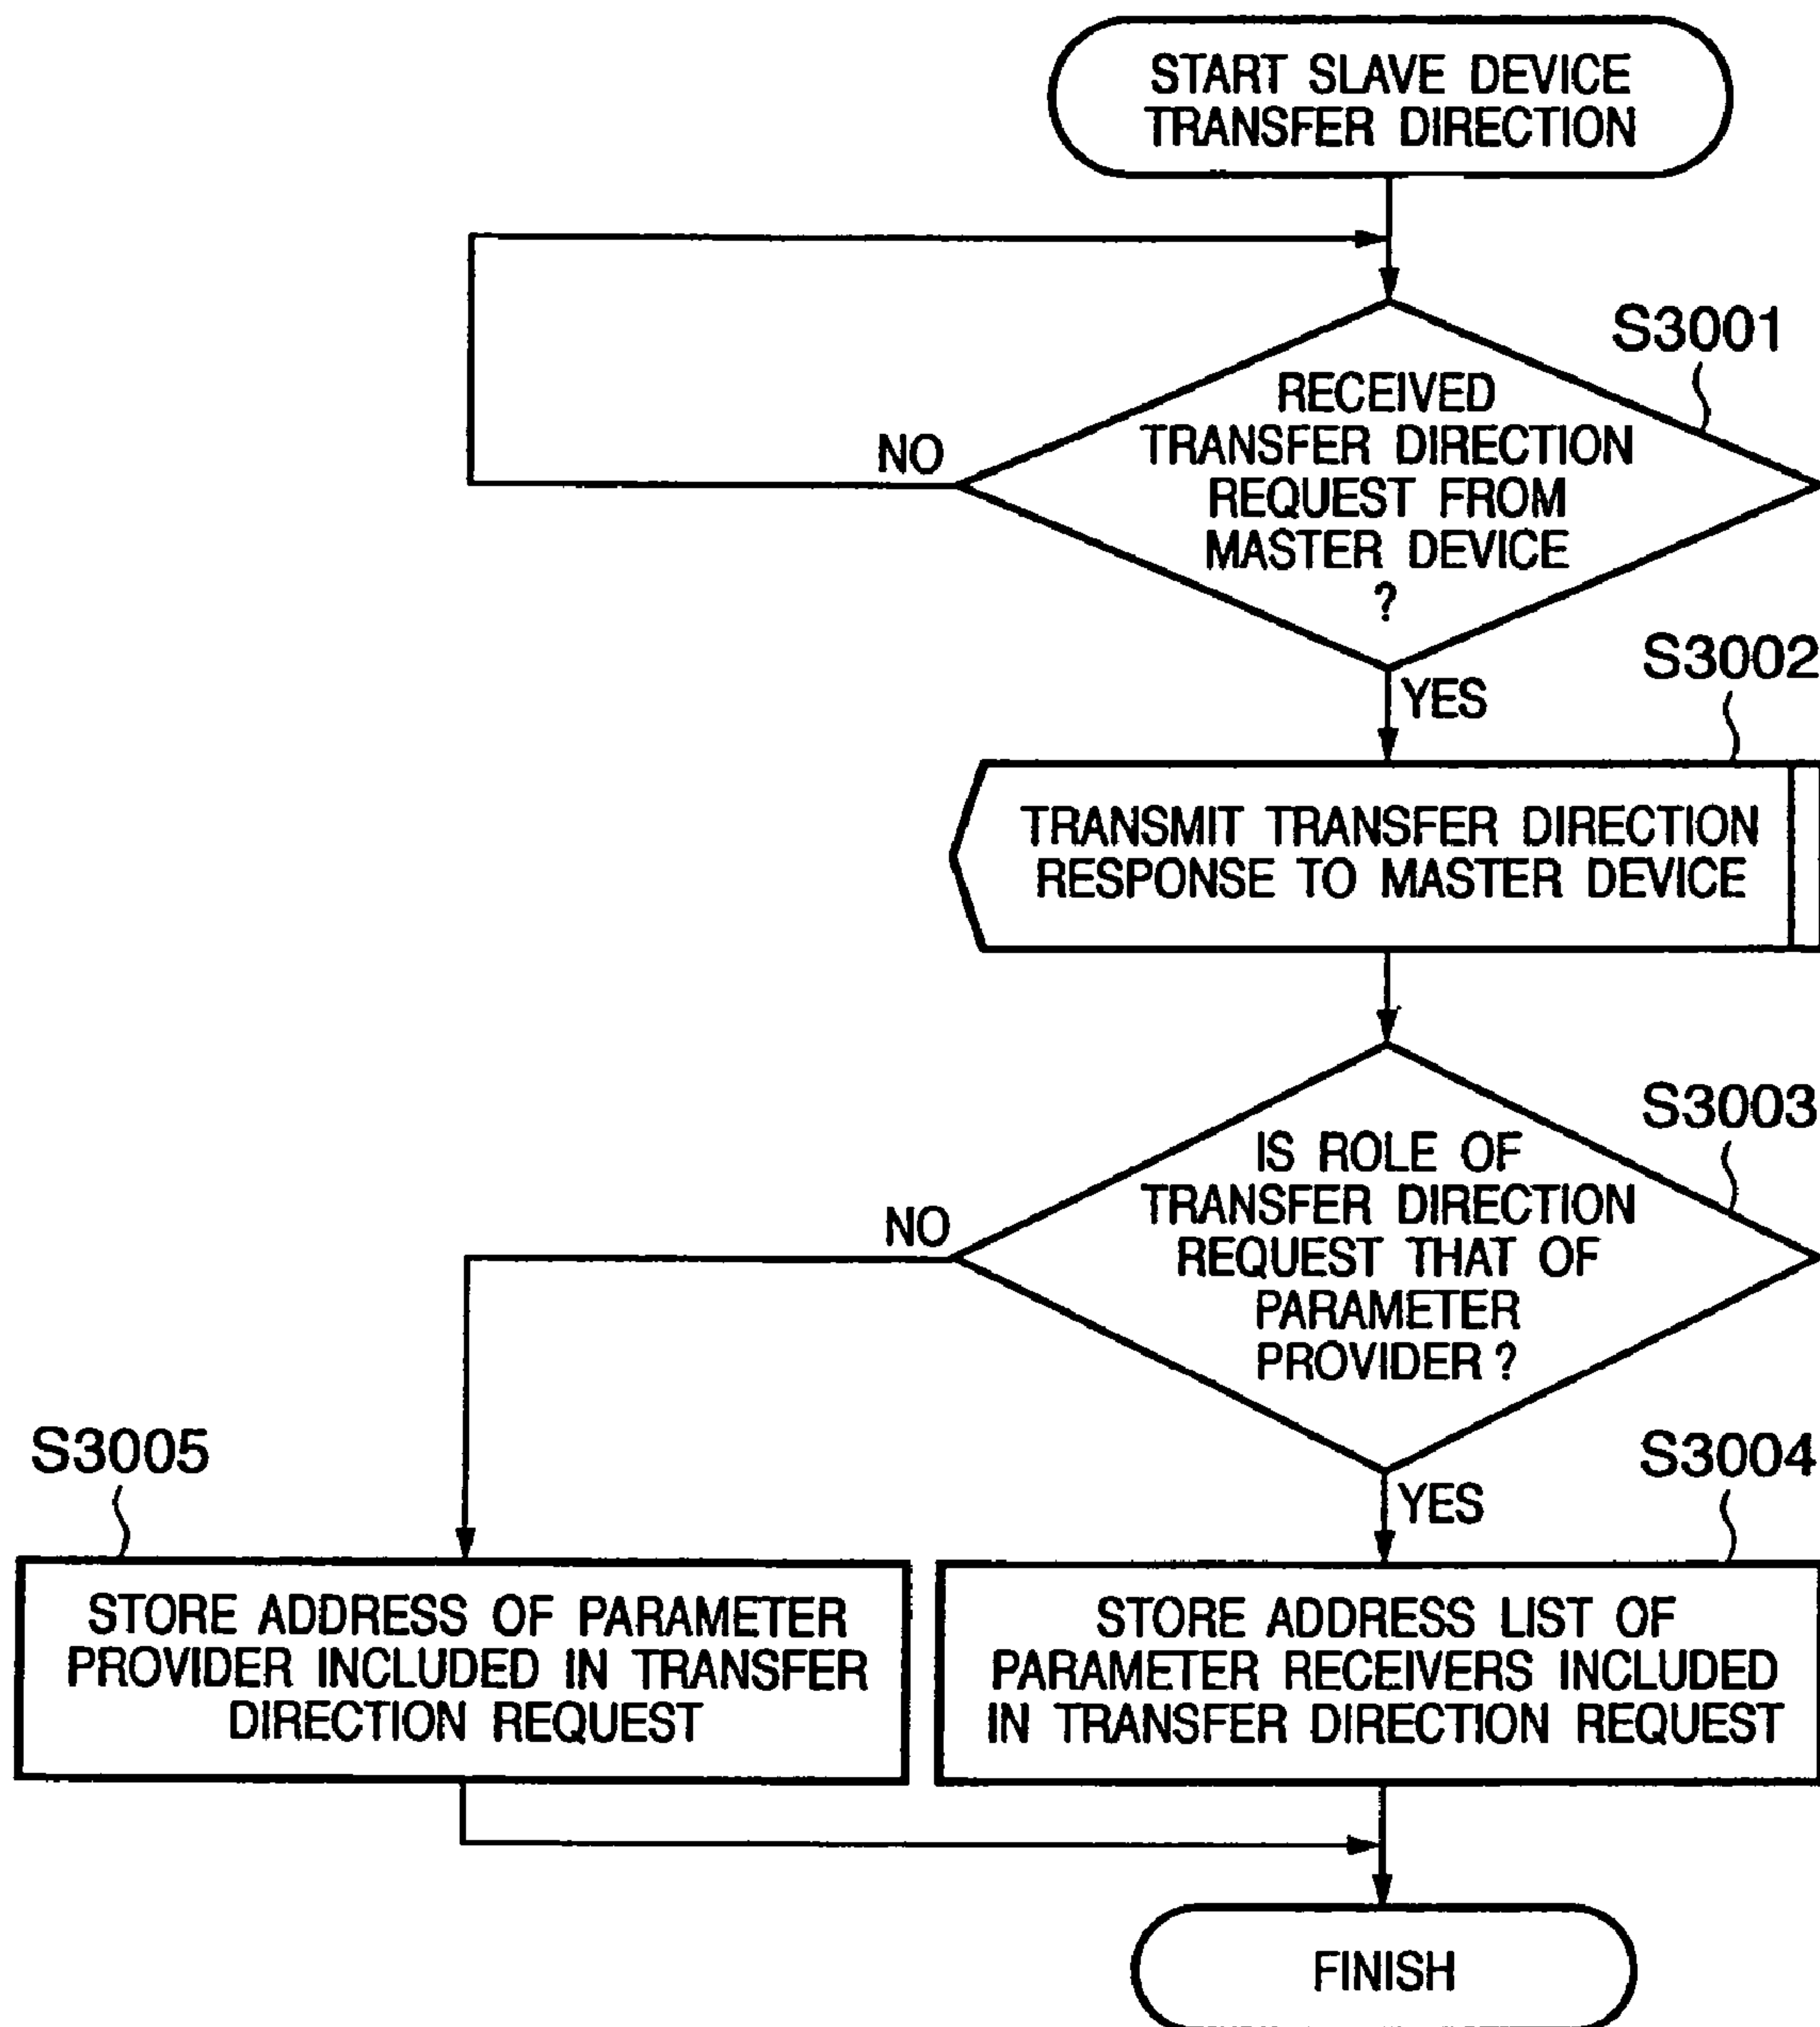 START SLAVE DEVICE
TRANSFER DIRECTION
S3001
RECEIVED
TRANSFER DIRECTION
REQUEST FROM
MASTER DEVICE
?
NO
YES
S3002
TRANSMIT TRANSFER DIRECTION
RESPONSE TO MASTER DEVICE
S3003
IS ROLE OF
TRANSFER DIRECTION
REQUEST THAT OF
PARAMETER
PROVIDER ?
NO
YES
S3005
STORE ADDRESS OF PARAMETER
PROVIDER INCLUDED IN TRANSFER
DIRECTION REQUEST
S3004
STORE ADDRESS LIST OF
PARAMETER RECEIVERS INCLUDED
IN TRANSFER DIRECTION REQUEST
FINISH